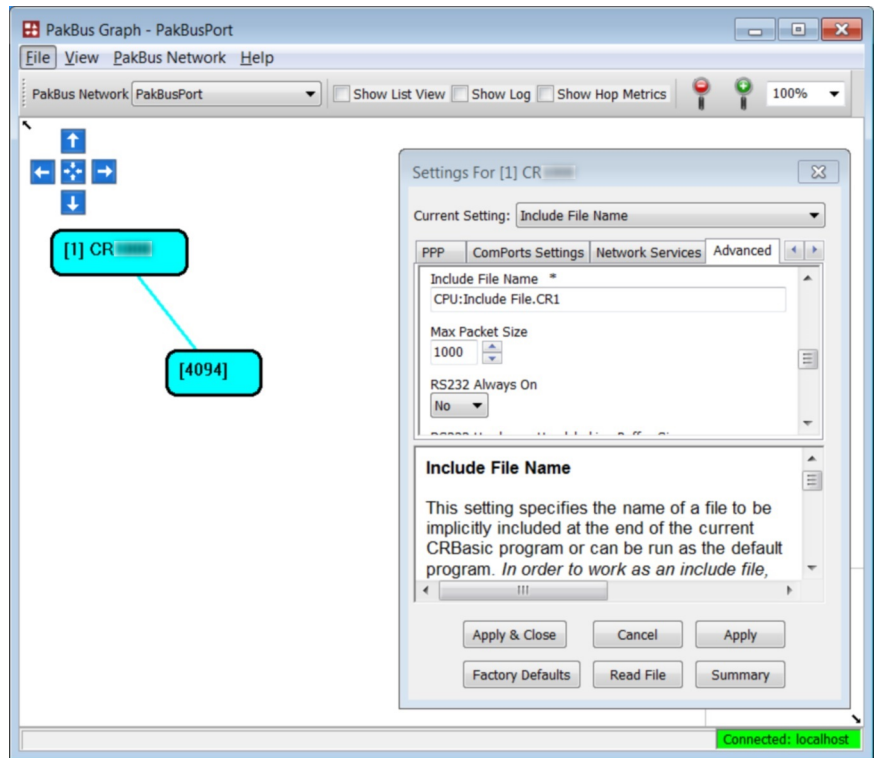 PakBus Graph - PakBusPort
File View PakBus Network Help
PakBus Network PakBusPort Show List View Show Log Show Hop Metrics 100%
[1] CR
[4094]
Settings For [1] CR
Current Setting: Include File Name
PPP ComPorts Settings Network Services Advanced
Include File Name *
CPU:Include File.CR1
Max Packet Size
1000
RS232 Always On
No
Include File Name
This setting specifies the name of a file to be
implicitly included at the end of the current
CRBasic program or can be run as the default
program. In order to work as an include file,
Apply & Close Cancel Apply
Factory Defaults Read File Summary
Connected: localhost